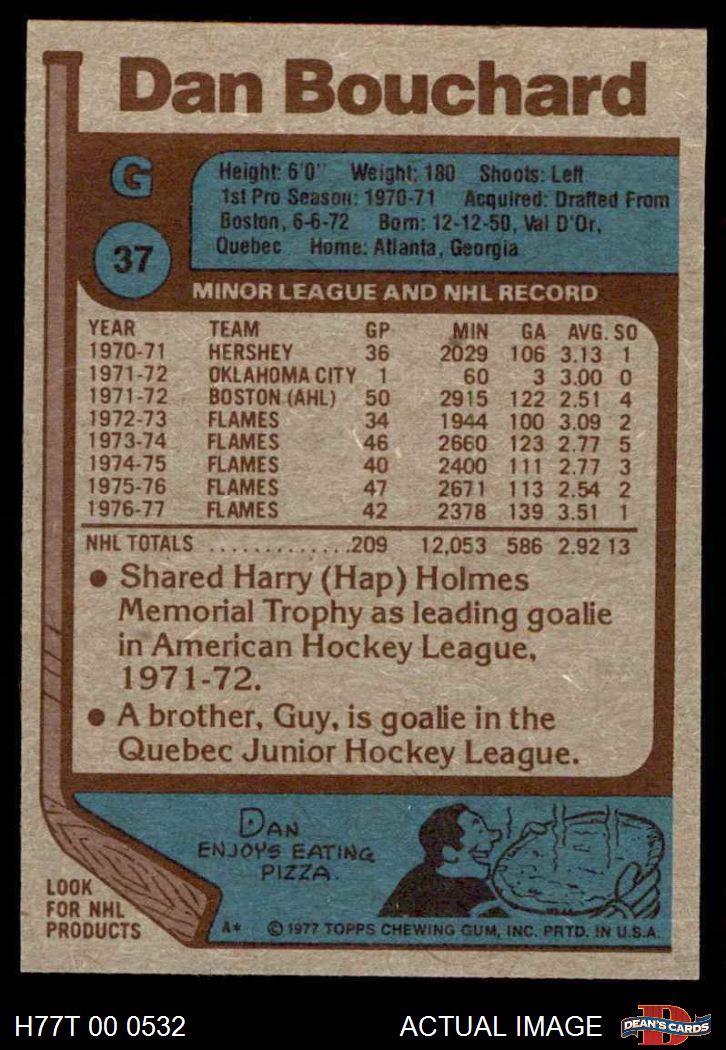 Dan Bouchard
G
Height: 6'0" Weight: 180 Shoots: Left
1st Pro Season: 1970-71 Acquired: Drafted From
Boston, 6-6-72 Born: 12-12-50, Val D'Or,
Quebec Home: Atlanta, Georgia
37
MINOR LEAGUE AND NHL RECORD
YEAR TEAM GP MIN GA AVG. SO
1970-71 HERSHEY 36 2029 106 3.13 1
1971-72 OKLAHOMA CITY 1 60 3 3.00 0
1971-72 BOSTON (AHL) 50 2915 122 2.51 4
1972-73 FLAMES 34 1944 100 3.09 2
1973-74 FLAMES 46 2660 123 2.77 5
1974-75 FLAMES 40 2400 111 2.77 3
1975-76 FLAMES 47 2671 113 2.54 2
1976-77 FLAMES 42 2378 139 3.51 1
NHL TOTALS .............209 12,053 586 2.92 13
• Shared Harry (Hap) Holmes
Memorial Trophy as leading goalie
in American Hockey League,
1971-72.
• A brother, Guy, is goalie in the
Quebec Junior Hockey League.
DAN
ENJOYS EATING
PIZZA.
LOOK
FOR NHL
PRODUCTS
A* © 1977 TOPPS CHEWING GUM, INC. PRTD. IN U.S.A.
H77T 00 0532 ACTUAL IMAGE
D
DEAN'S CARDS